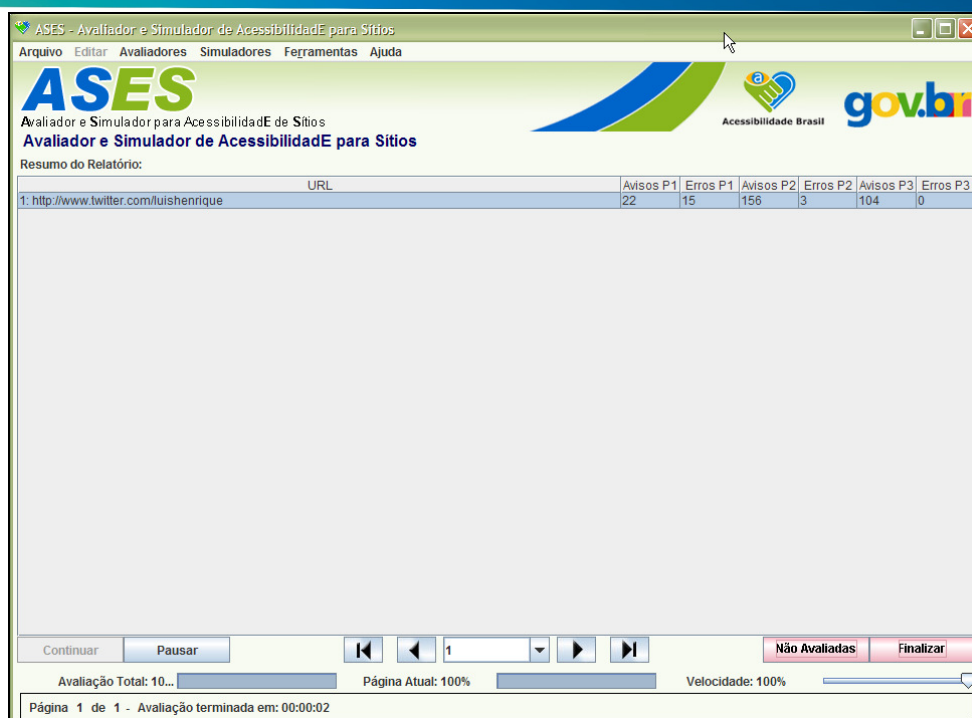 ASES - Avaliador e Simulador de AcessibilidadE para Sítios
Arquivo Editar Avaliadores Simuladores Ferramentas Ajuda
ASES
Avaliador e Simulador para AcessibilidadE de Sítios
Acessibilidade Brasil
gov.br
Avaliador e Simulador de AcessibilidadE para Sítios
Resumo do Relatório:
URL Avisos P1 Erros P1 Avisos P2 Erros P2 Avisos P3 Erros P3
1: http://www.twitter.com/luishenrique 22 15 156 3 104 0
Continuar Pausar 1 Não Avaliadas Finalizar
Avaliação Total: 10... Página Atual: 100% Velocidade: 100%
Página 1 de 1 - Avaliação terminada em: 00:00:02